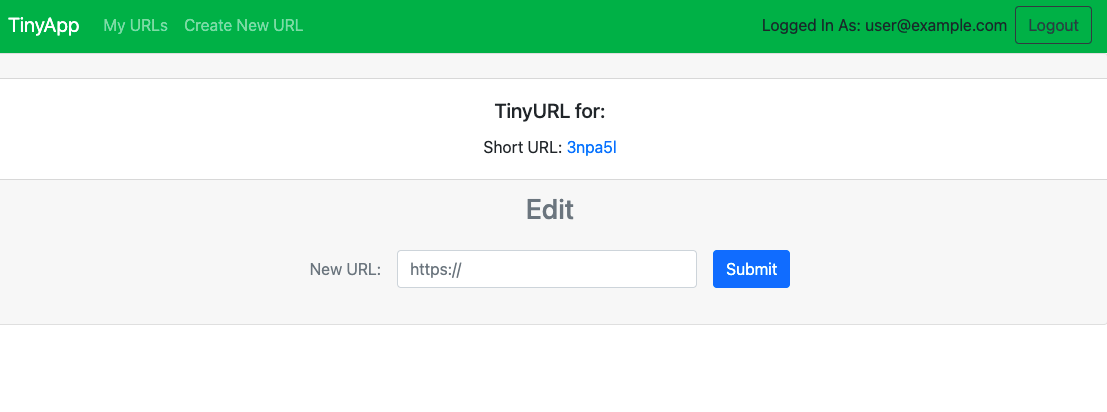 TinyApp My URLs Create New URL Logged In As: user@example.com Logout
TinyURL for:
Short URL: 3npa5l
Edit
New URL: https:// Submit